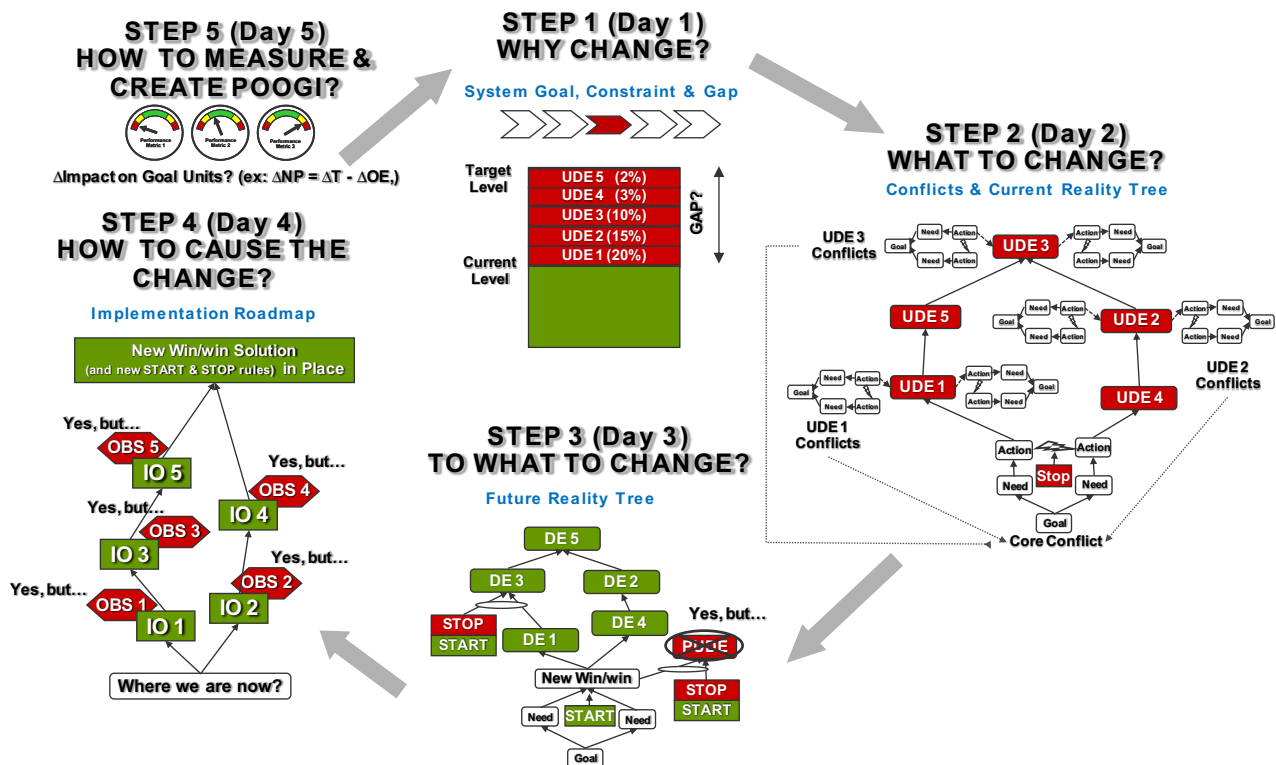 STEP 1 (Day 1)
WHY CHANGE?
System Goal, Constraint & Gap
Target
Level
UDE 5 (2%)
UDE 4 (3%)
UDE 3 (10%)
UDE 2 (15%)
UDE 1 (20%)
GAP?
Current
Level
STEP 2 (Day 2)
WHAT TO CHANGE?
Conflicts & Current Reality Tree
UDE 3
Conflicts
Goal
Need
Action
Need
Action
UDE 3
Action
Need
Action
Need
Goal
UDE 5
Goal
Need
Action
Need
Action
UDE 2
Action
Need
Action
Need
Goal
UDE 2
Conflicts
Goal
Need
Action
Need
Action
UDE 1
Action
Need
Action
Need
Goal
UDE 4
UDE 1
Conflicts
Action
Action
Stop
Need
Need
Goal
Core Conflict
STEP 3 (Day 3)
TO WHAT TO CHANGE?
Future Reality Tree
DE 5
DE 3
DE 2
STOP
START
DE 1
DE 4
Yes, but...
PUDE
New Win/win
STOP
START
Need
START
Need
Goal
STEP 4 (Day 4)
HOW TO CAUSE THE
CHANGE?
Implementation Roadmap
New Win/win Solution
(and new START & STOP rules) in Place
Yes, but...
OBS 5
IO 5
Yes, but...
OBS 4
IO 4
Yes, but...
OBS 3
IO 3
Yes, but...
OBS 2
IO 2
Yes, but...
OBS 1
IO 1
Where we are now?
STEP 5 (Day 5)
HOW TO MEASURE &
CREATE POOGI?
Performance
Metric 1
Performance
Metric 2
Performance
Metric 3
ΔImpact on Goal Units? (ex: ΔNP = ΔT - ΔOE,)